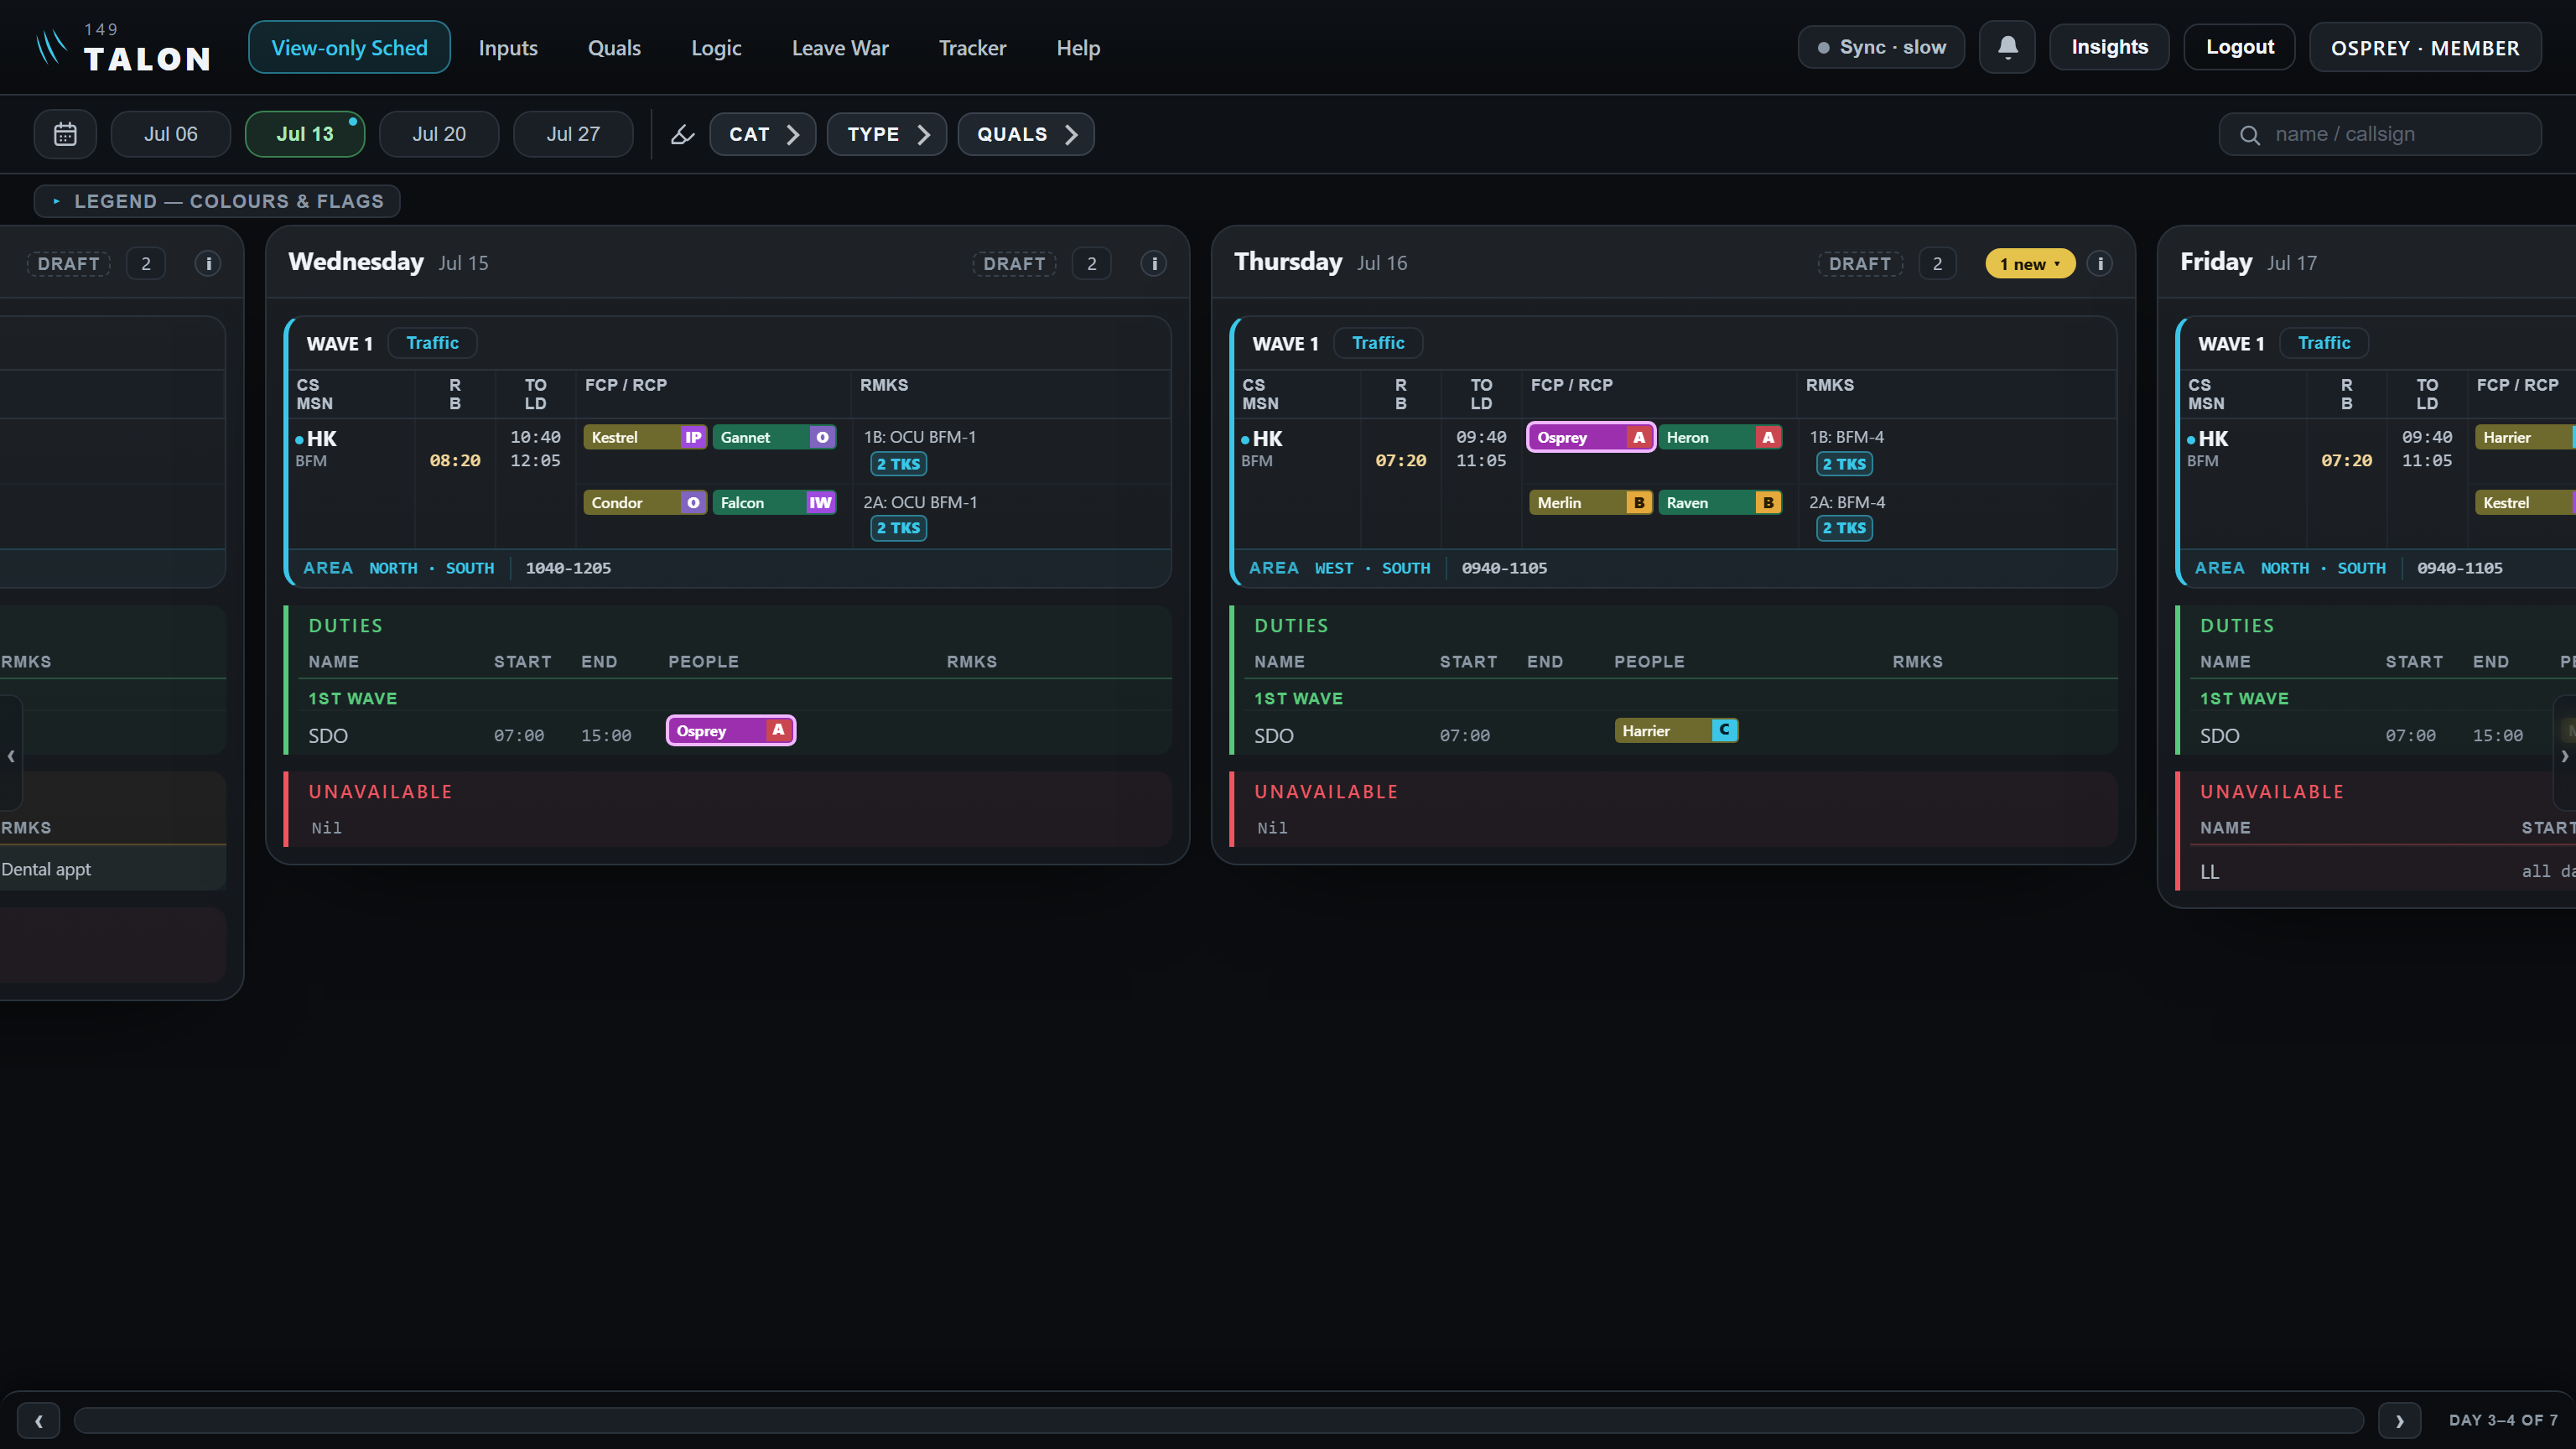 149
TALON
View-only Sched Inputs Quals Logic Leave War Tracker Help
Sync · slow Insights Logout OSPREY · MEMBER
Jul 06 Jul 13 Jul 20 Jul 27 CAT TYPE QUALS name / callsign
LEGEND — COLOURS & FLAGS
DRAFT 2 i
RMKS
RMKS
Dental appt
Wednesday Jul 15 DRAFT 2 i
WAVE 1 Traffic
CS R TO FCP / RCP RMKS
MSN B LD
HK 10:40 Kestrel IP Gannet O 1B: OCU BFM-1
BFM 08:20 12:05 2 TKS
Condor O Falcon IW 2A: OCU BFM-1
2 TKS
AREA NORTH · SOUTH 1040-1205
DUTIES
NAME START END PEOPLE RMKS
1ST WAVE
SDO 07:00 15:00 Osprey A
UNAVAILABLE
Nil
Thursday Jul 16 DRAFT 2 1 new i
WAVE 1 Traffic
CS R TO FCP / RCP RMKS
MSN B LD
HK 09:40 Osprey A Heron A 1B: BFM-4
BFM 07:20 11:05 2 TKS
Merlin B Raven B 2A: BFM-4
2 TKS
AREA WEST · SOUTH 0940-1105
DUTIES
NAME START END PEOPLE RMKS
1ST WAVE
SDO 07:00 Harrier C
UNAVAILABLE
Nil
Friday Jul 17
WAVE 1 Traffic
CS R TO FCP / RCP
MSN B LD
HK 09:40 Harrier
BFM 07:20 11:05
Kestrel
AREA NORTH · SOUTH 0940-1105
DUTIES
NAME START END
1ST WAVE
SDO 07:00 15:00
UNAVAILABLE
NAME START
LL all da
DAY 3–4 OF 7